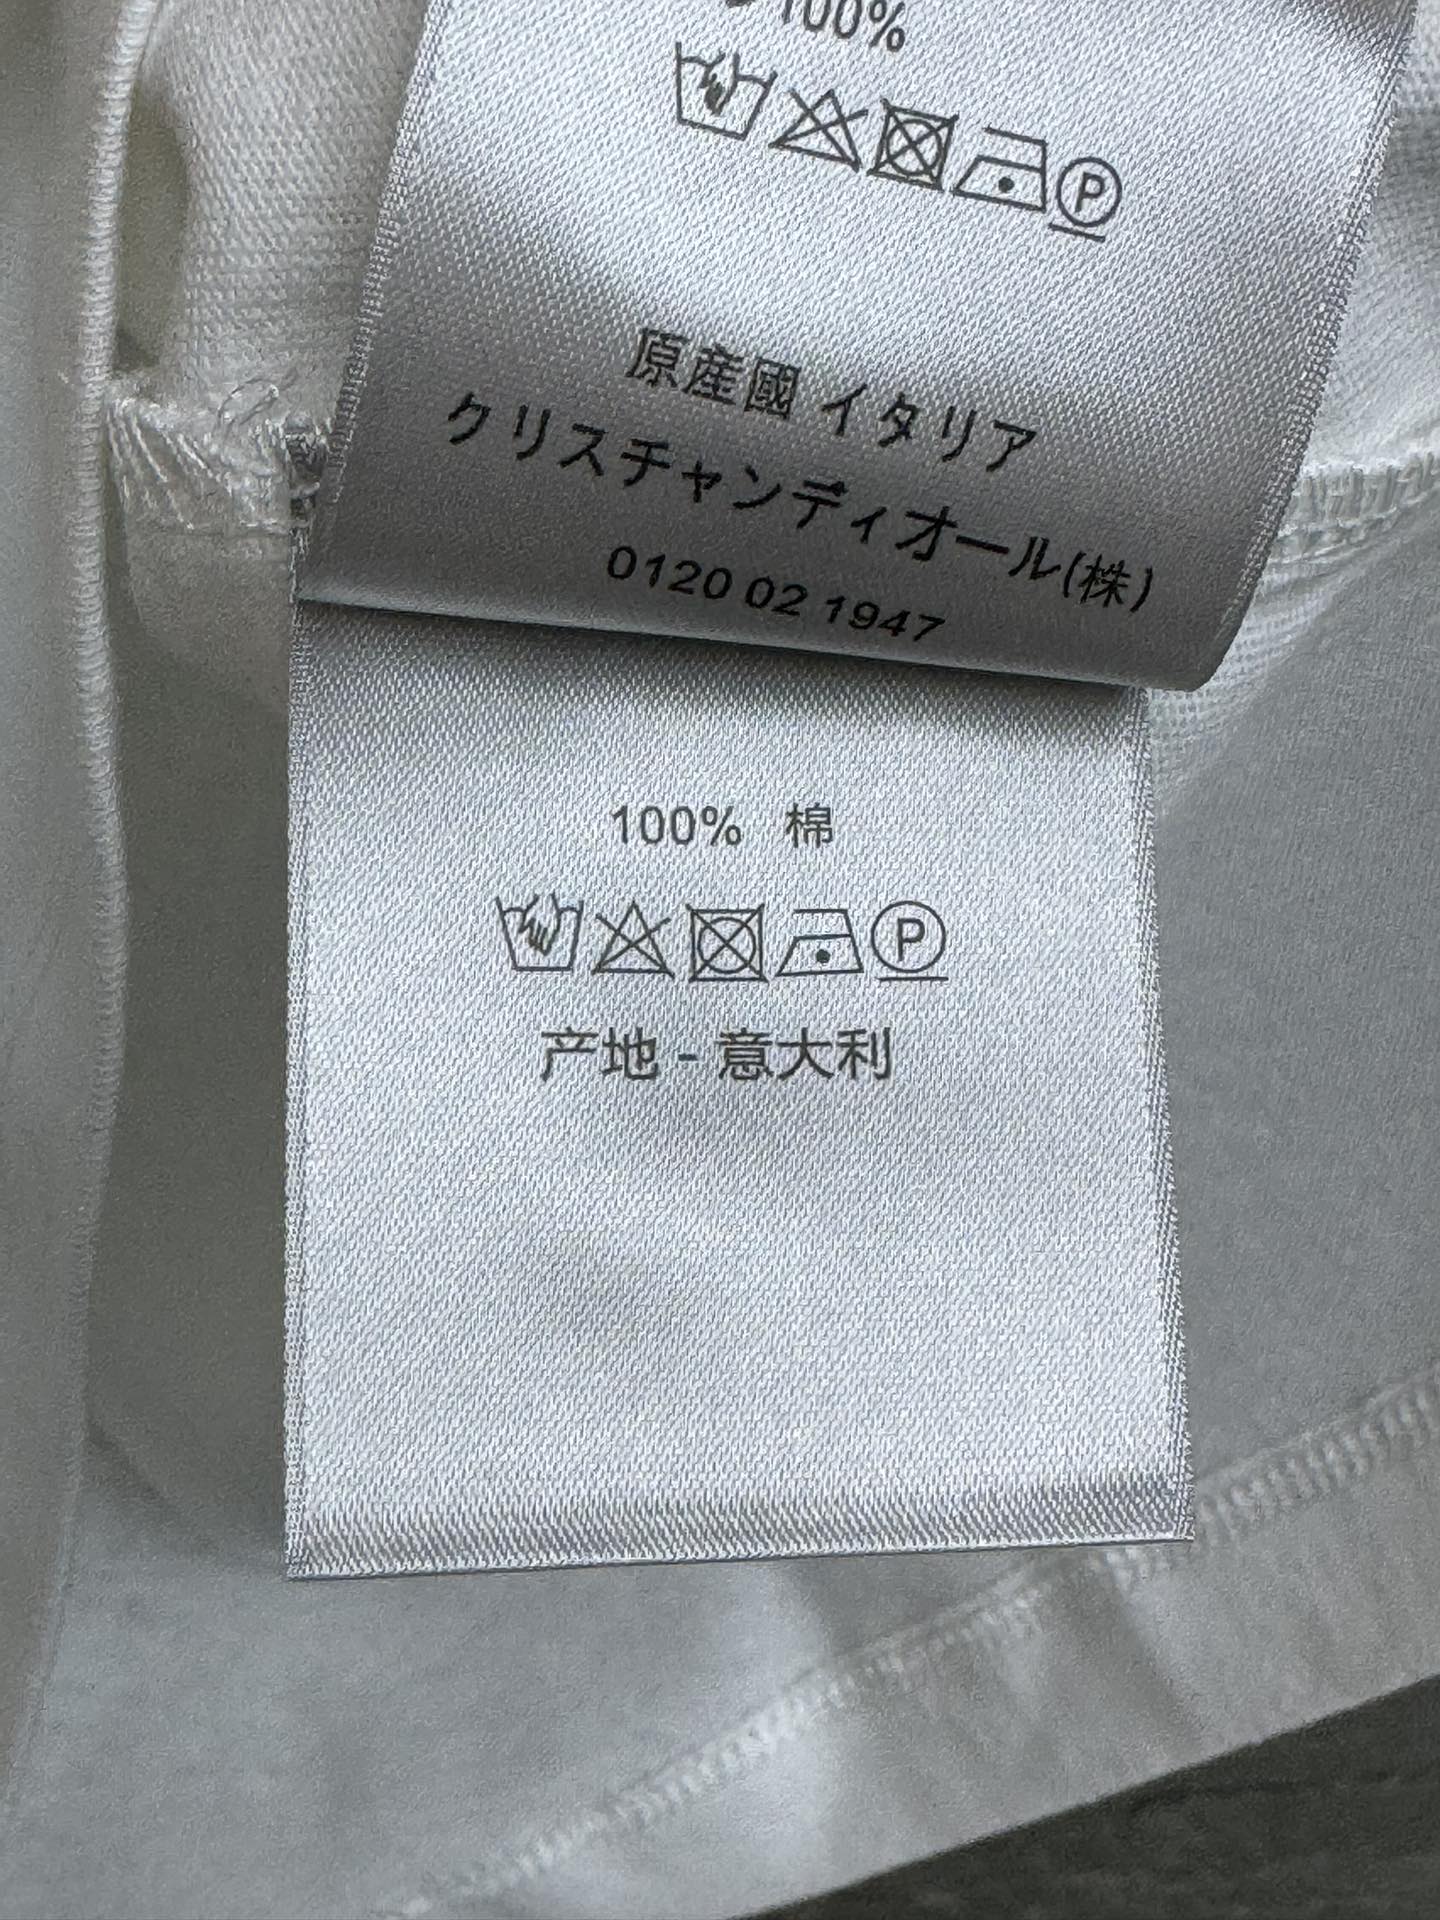 100%
P
原産國 イタリア
クリスチャンディオール(株)
0120 02 1947
100% 棉
P
产地 - 意大利